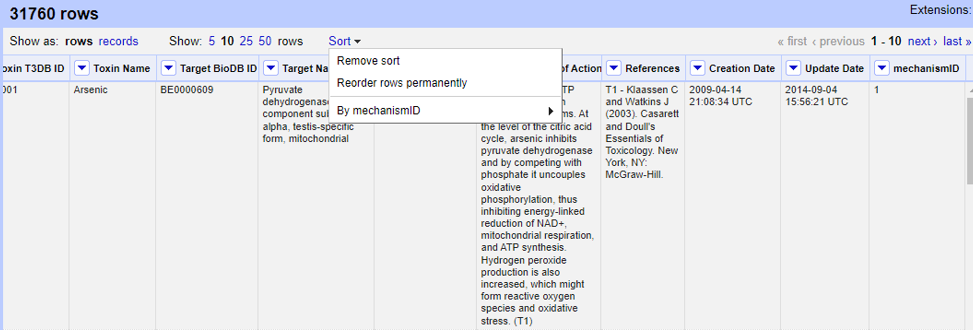 31760 rows
Extensions:
Show as: rows records Show: 5 10 25 50 rows Sort
« first ‹ previous 1 - 10 next › last »
Remove sort
Reorder rows permanently
By mechanismID
oxin T3DB ID Toxin Name Target BioDB ID Target Na of Action References Creation Date Update Date mechanismID
001
Arsenic
BE0000609
Pyruvate
dehydrogenase
component su
alpha, testis-specific
form, mitochondrial
TP
ms. At
the level of the citric acid
cycle, arsenic inhibits
pyruvate dehydrogenase
and by competing with
phosphate it uncouples
oxidative
phosphorylation, thus
inhibiting energy-linked
reduction of NAD+,
mitochondrial respiration,
and ATP synthesis.
Hydrogen peroxide
production is also
increased, which might
form reactive oxygen
species and oxidative
stress. (T1)
T1 - Klaassen C
and Watkins J
(2003). Casarett
and Doull's
Essentials of
Toxicology. New
York, NY:
McGraw-Hill.
2009-04-14
21:08:34 UTC
2014-09-04
15:56:21 UTC
1